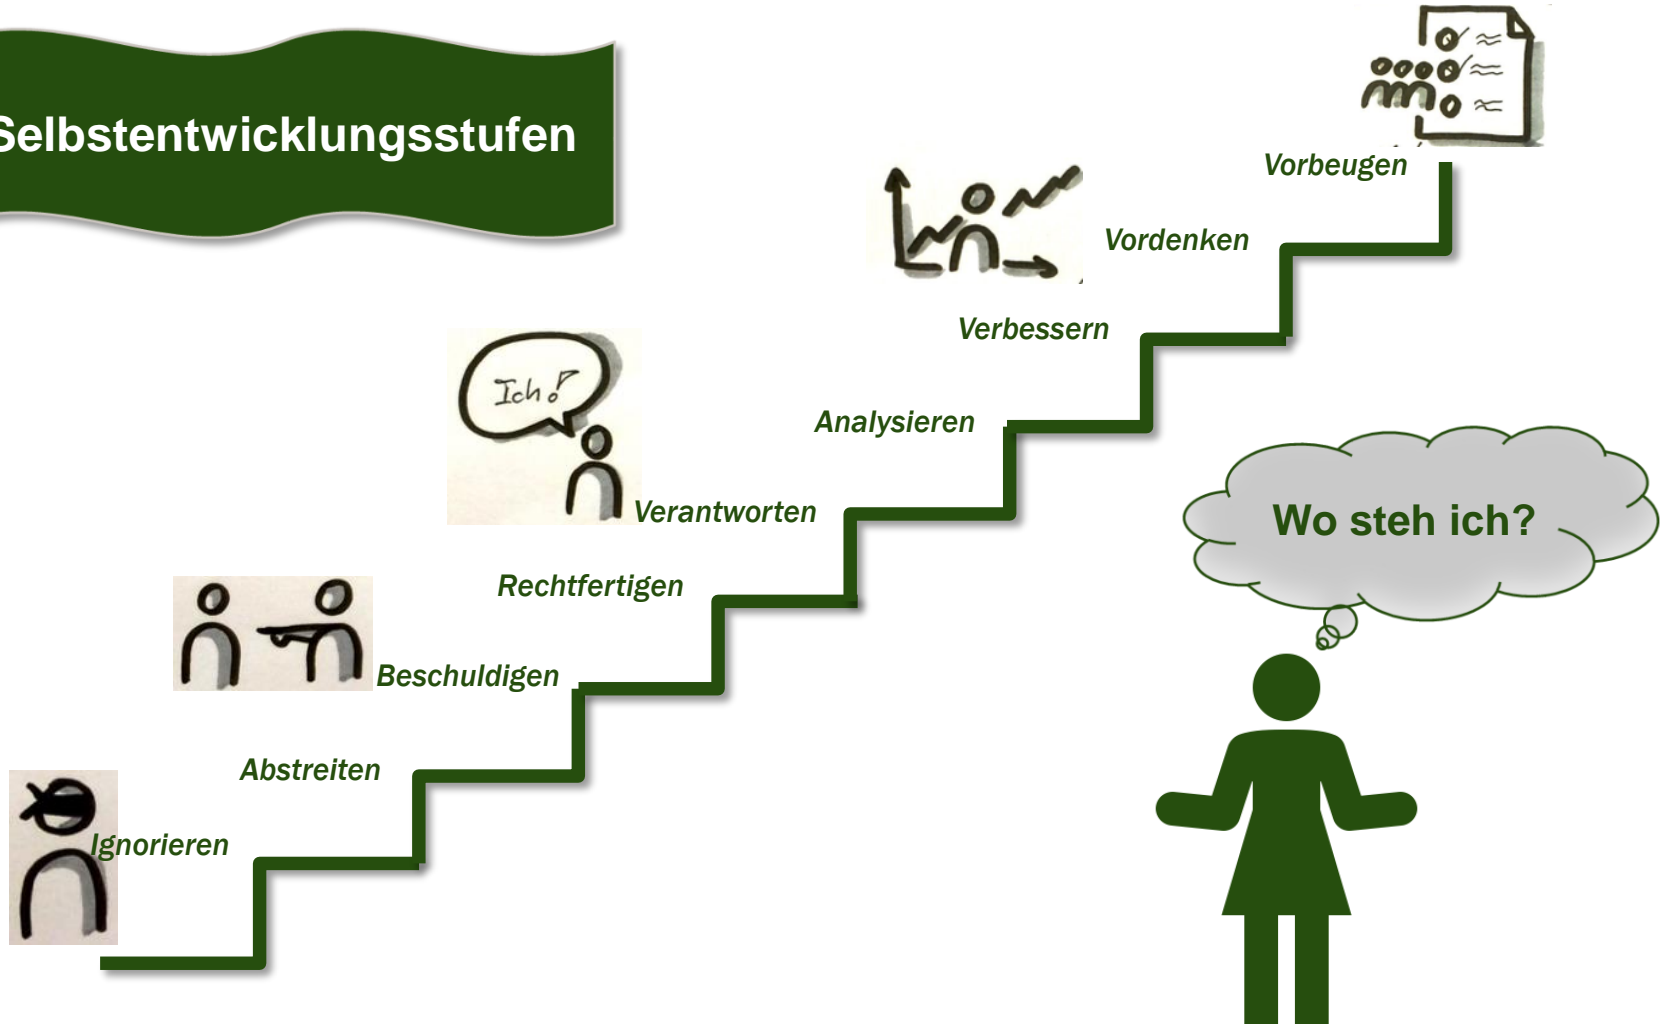 Selbstentwicklungsstufen
Vorbeugen
Vordenken
Verbessern
Ich!
Analysieren
Wo steh ich?
Verantworten
Rechtfertigen
Beschuldigen
Abstreiten
Ignorieren